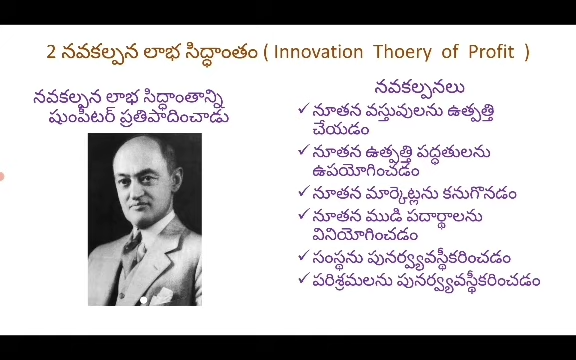 2 నవకల్పన లాభ సిద్ధాంతం ( Innovation Thoery of Profit )
నవకల్పన లాభ సిద్ధాంతాన్ని
షుంపీటర్ ప్రతిపాదించాడు
నవకల్పనలు
✓ నూతన వస్తువులను ఉత్పత్తి
చేయడం
✓ నూతన ఉత్పత్తి పద్ధతులను
ఉపయోగించడం
✓ నూతన మార్కెట్లను కనుగొనడం
✓ నూతన ముడి పదార్థాలను
వినియోగించడం
✓ సంస్థను పునర్వ్యవస్థీకరించడం
✓ పరిశ్రమలను పునర్వ్యవస్థీకరించడం